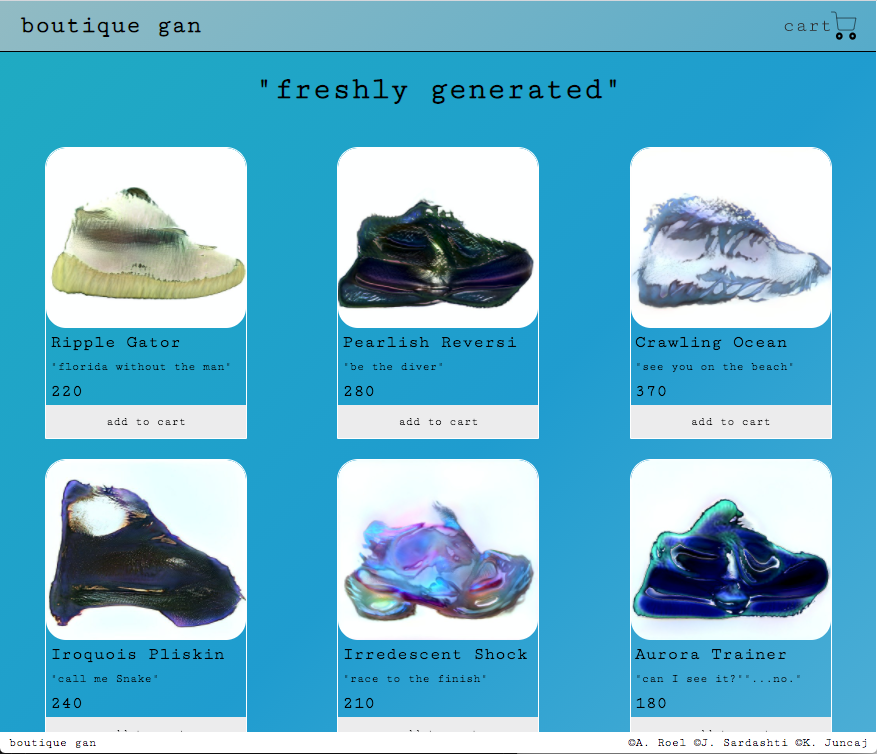 boutique gan
cart
"freshly generated"
Ripple Gator
"florida without the man"
220
add to cart
Pearlish Reversi
"be the diver"
280
add to cart
Crawling Ocean
"see you on the beach"
370
add to cart
Iroquois Pliskin
"call me Snake"
240
Irredescent Shock
"race to the finish"
210
Aurora Trainer
"can I see it?""...no."
180
boutique gan
©A. Roel ©J. Sardashti ©K. Juncaj